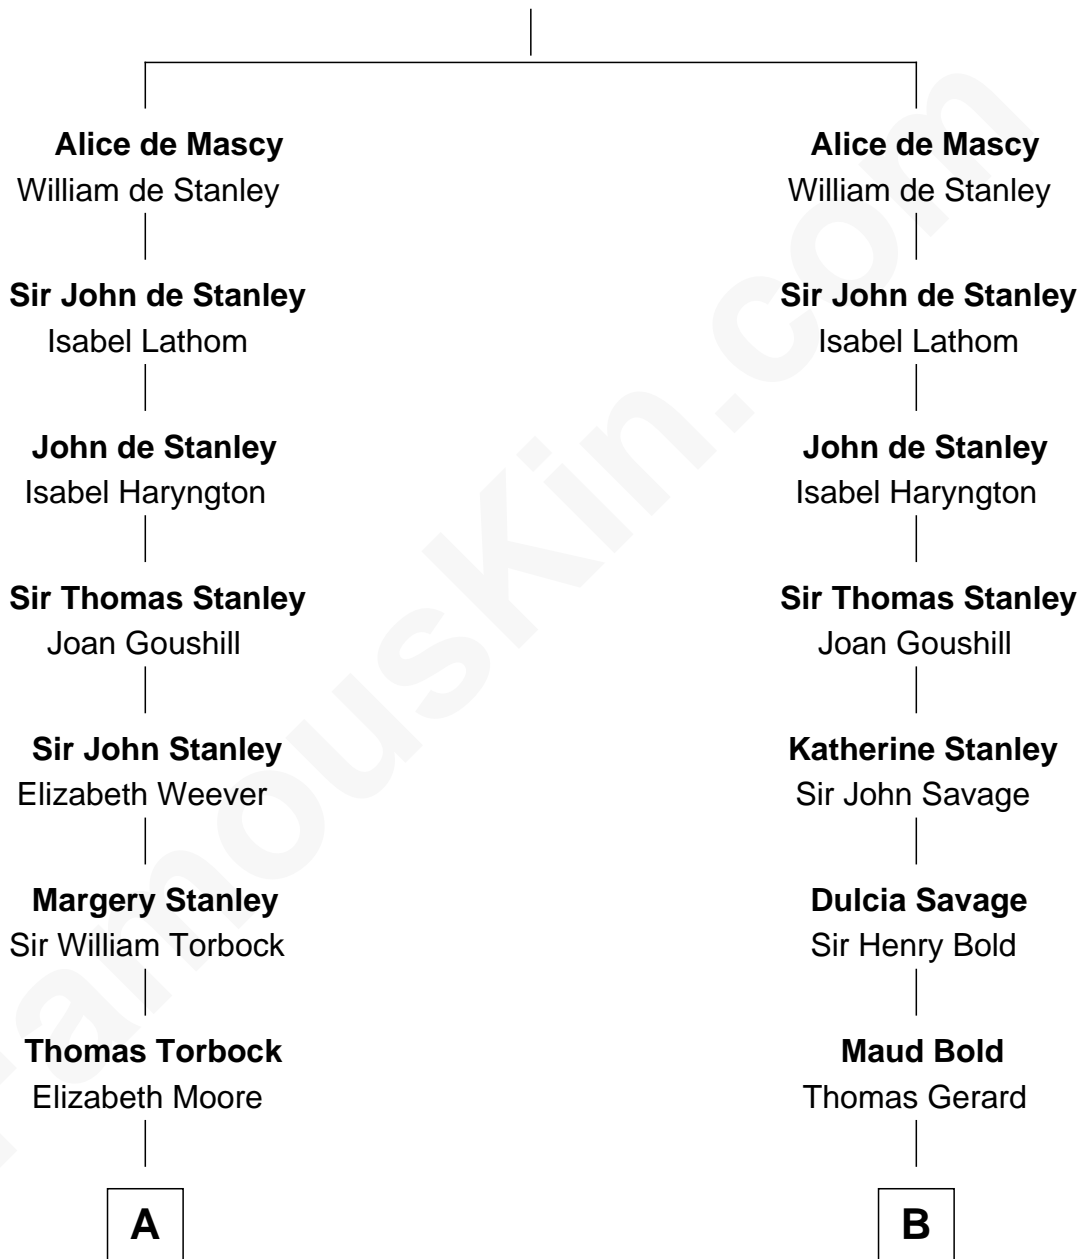 Alice de Mascy
William de Stanley
Sir John de Stanley
Isabel Lathom
John de Stanley
Isabel Haryngton
Sir Thomas Stanley
Joan Goushill
Sir John Stanley
Elizabeth Weever
Margery Stanley
Sir William Torbock
Thomas Torbock
Elizabeth Moore
A
Alice de Mascy
William de Stanley
Sir John de Stanley
Isabel Lathom
John de Stanley
Isabel Haryngton
Sir Thomas Stanley
Joan Goushill
Katherine Stanley
Sir John Savage
Dulcia Savage
Sir Henry Bold
Maud Bold
Thomas Gerard
B
FamousKin.com